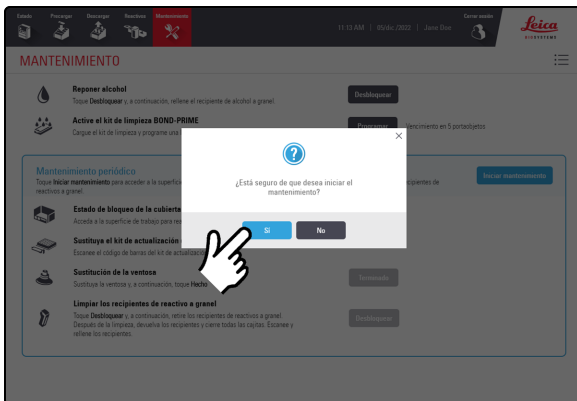 Estado
Precargar
Descargar
Reactivos
Mantenimiento
11:13 AM | 05/dic./2022 | Jane Doe
Cerrar sesión
Leica
BIOSYSTEMS
MANTENIMIENTO
Reponer alcohol
Toque Desbloquear y, a continuación, rellene el recipiente de alcohol a granel.
Desbloquear
Active el kit de limpieza BOND-PRIME
Cargue el kit de limpieza y programe una
Programar
Vencimiento en 5 portaobjetos
¿Está seguro de que desea iniciar el
mantenimiento?
Sí
No
Mantenimiento periódico
Toque Iniciar mantenimiento para acceder a la superfici
cipientes de
reactivos a granel.
Iniciar mantenimiento
Estado de bloqueo de la cubierta
Acceda a la superficie de trabajo para rea
Sustituya el kit de actualización
Escanee el código de barras del kit de actualización
Sustitución de la ventosa
Sustituya la ventosa y, a continuación, toque Hecho
Terminado
Limpiar los recipientes de reactivo a granel
Toque Desbloquear y, a continuación, retire los recipientes de reactivos a granel.
Después de la limpieza, devuelva los recipientes y cierre todas las cajitas. Escanee y
rellene los recipientes.
Desbloquear